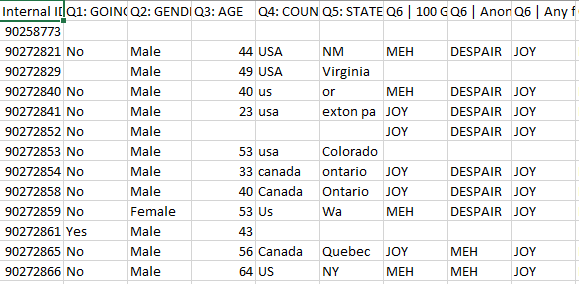 Internal ID Q1: GOING Q2: GENDE Q3: AGE Q4: COUN Q5: STATE Q6 | 100 G Q6 | Anon Q6 | Any f
90258773
90272821 No Male 44 USA NM MEH DESPAIR JOY
90272829 Male 49 USA Virginia
90272840 No Male 40 us or MEH DESPAIR JOY
90272841 No Male 23 usa exton pa JOY DESPAIR JOY
90272852 No Male JOY DESPAIR JOY
90272853 No Male 53 usa Colorado
90272854 No Male 33 canada ontario JOY DESPAIR JOY
90272858 No Male 40 Canada Ontario JOY DESPAIR JOY
90272859 No Female 53 Us Wa MEH DESPAIR JOY
90272861 Yes Male 43
90272865 No Male 56 Canada Quebec JOY MEH JOY
90272866 No Male 64 US NY MEH MEH JOY